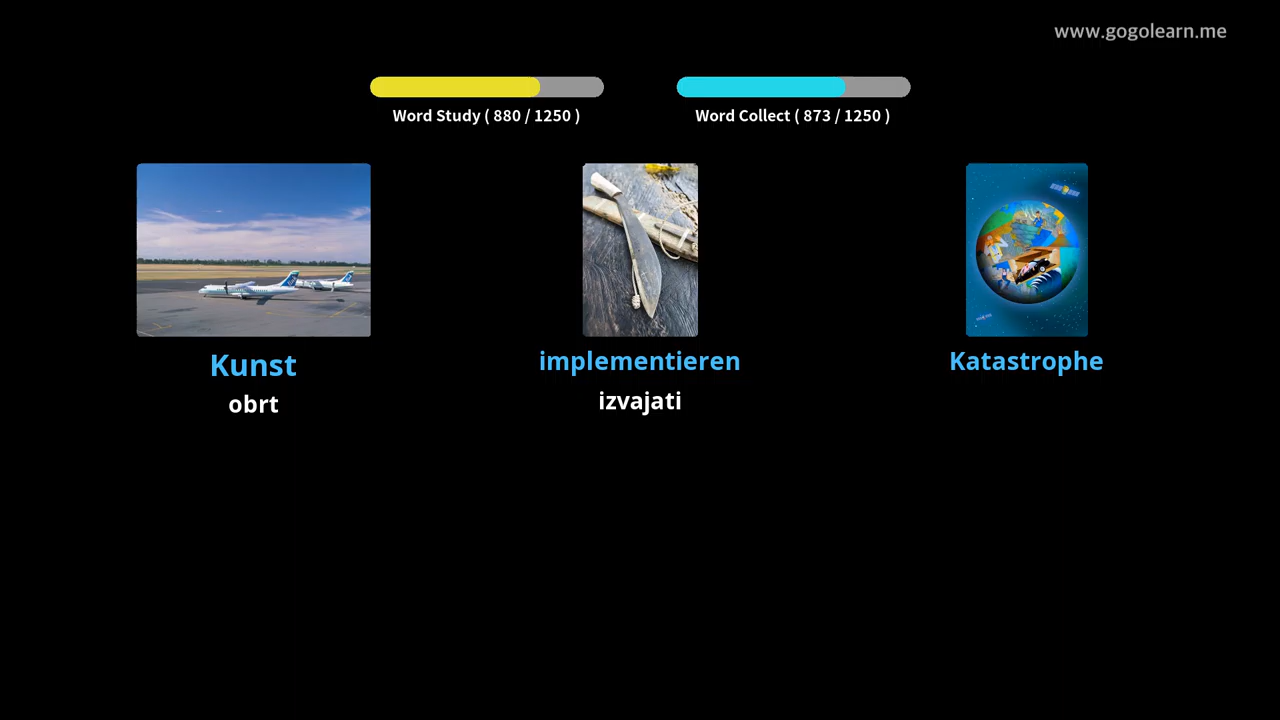 www.gogolearn.me
Word Study ( 880 / 1250 )
Word Collect ( 873 / 1250 )
Kunst
obrt
implementieren
izvajati
Katastrophe